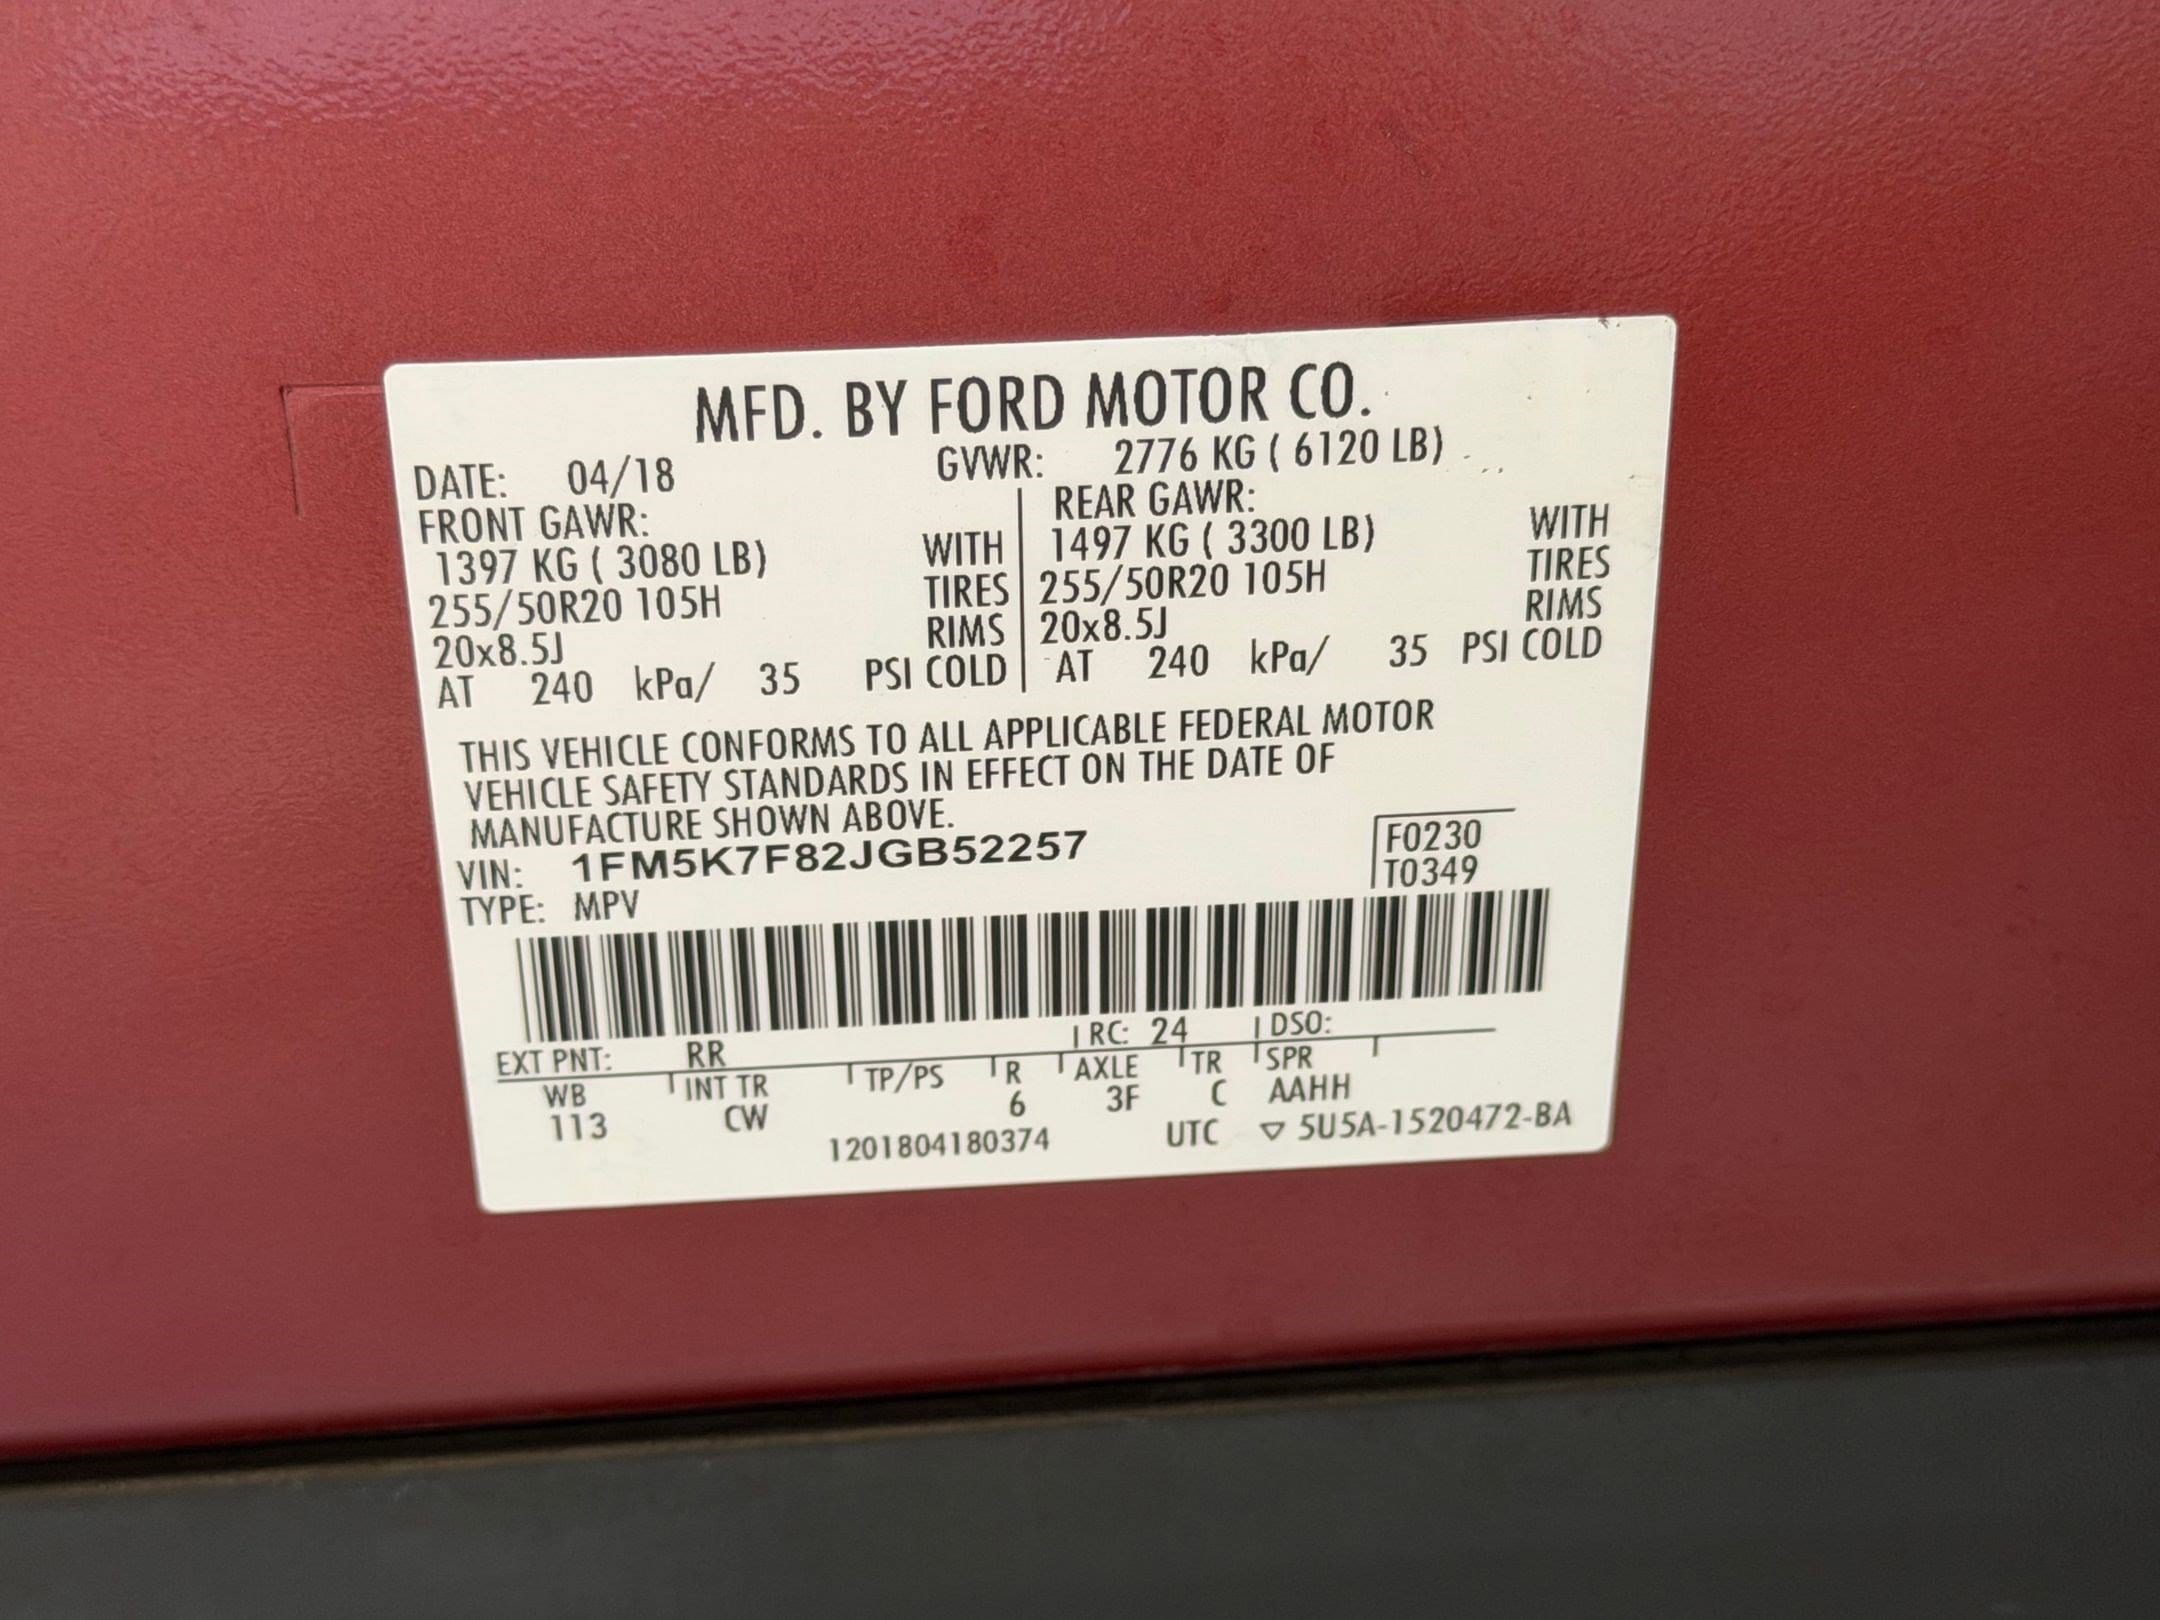 MFD. BY FORD MOTOR CO.
DATE: 04/18 GVWR: 2776 KG ( 6120 LB)
FRONT GAWR: REAR GAWR:
1397 KG ( 3080 LB) WITH 1497 KG ( 3300 LB) WITH
255/50R20 105H TIRES 255/50R20 105H TIRES
20x8.5J RIMS 20x8.5J RIMS
AT 240 kPa/ 35 PSI COLD AT 240 kPa/ 35 PSI COLD
THIS VEHICLE CONFORMS TO ALL APPLICABLE FEDERAL MOTOR
VEHICLE SAFETY STANDARDS IN EFFECT ON THE DATE OF
MANUFACTURE SHOWN ABOVE.
VIN: 1FM5K7F82JGB52257 F0230
TYPE: MPV T0349
EXT PNT: RR RC: 24 DSO:
WB INT TR TP/PS R AXLE TR SPR
113 CW 6 3F C AAHH
1201804180374 UTC ▽ 5U5A-1520472-BA